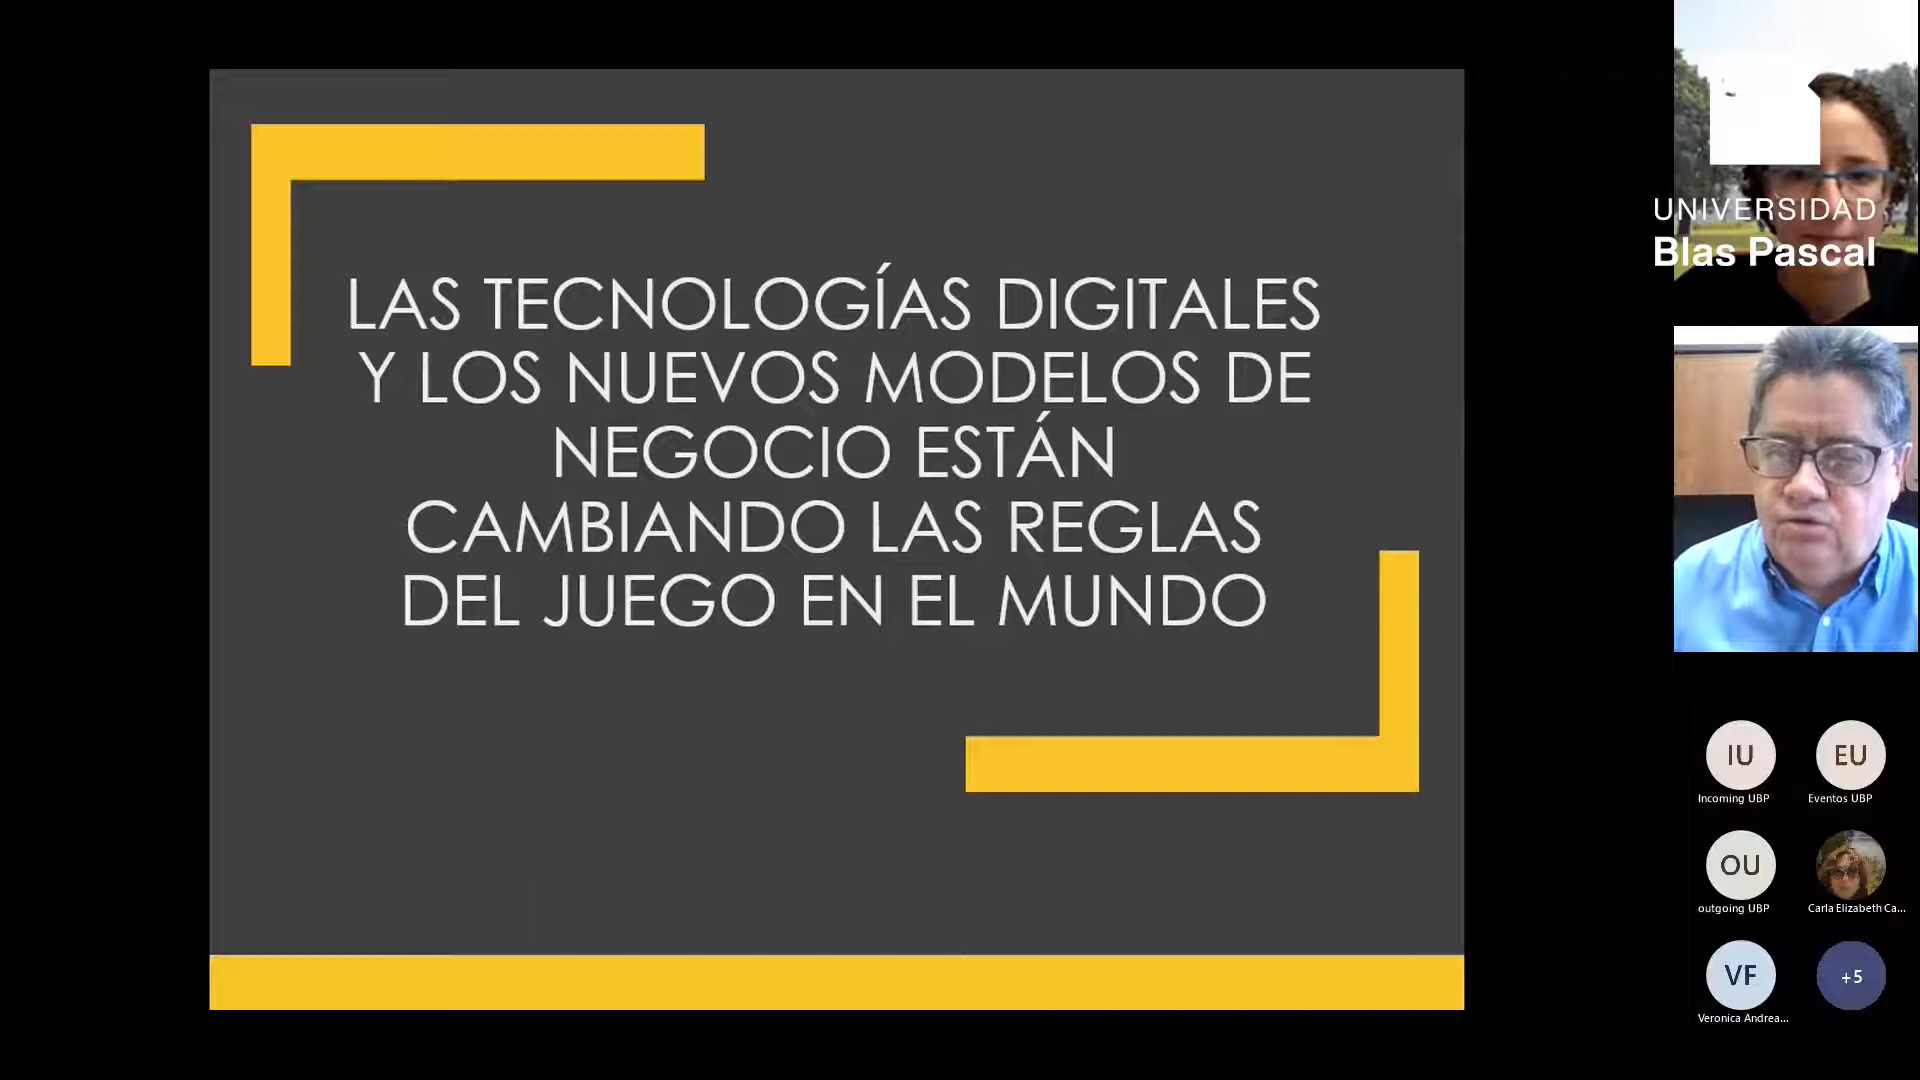 LAS TECNOLOGÍAS DIGITALES
Y LOS NUEVOS MODELOS DE
NEGOCIO ESTÁN
CAMBIANDO LAS REGLAS
DEL JUEGO EN EL MUNDO
UNIVERSIDAD
Blas Pascal
IU
EU
Incoming UBP
Eventos UBP
OU
outgoing UBP
Carla Elizabeth Ca...
VF
+5
Veronica Andrea...